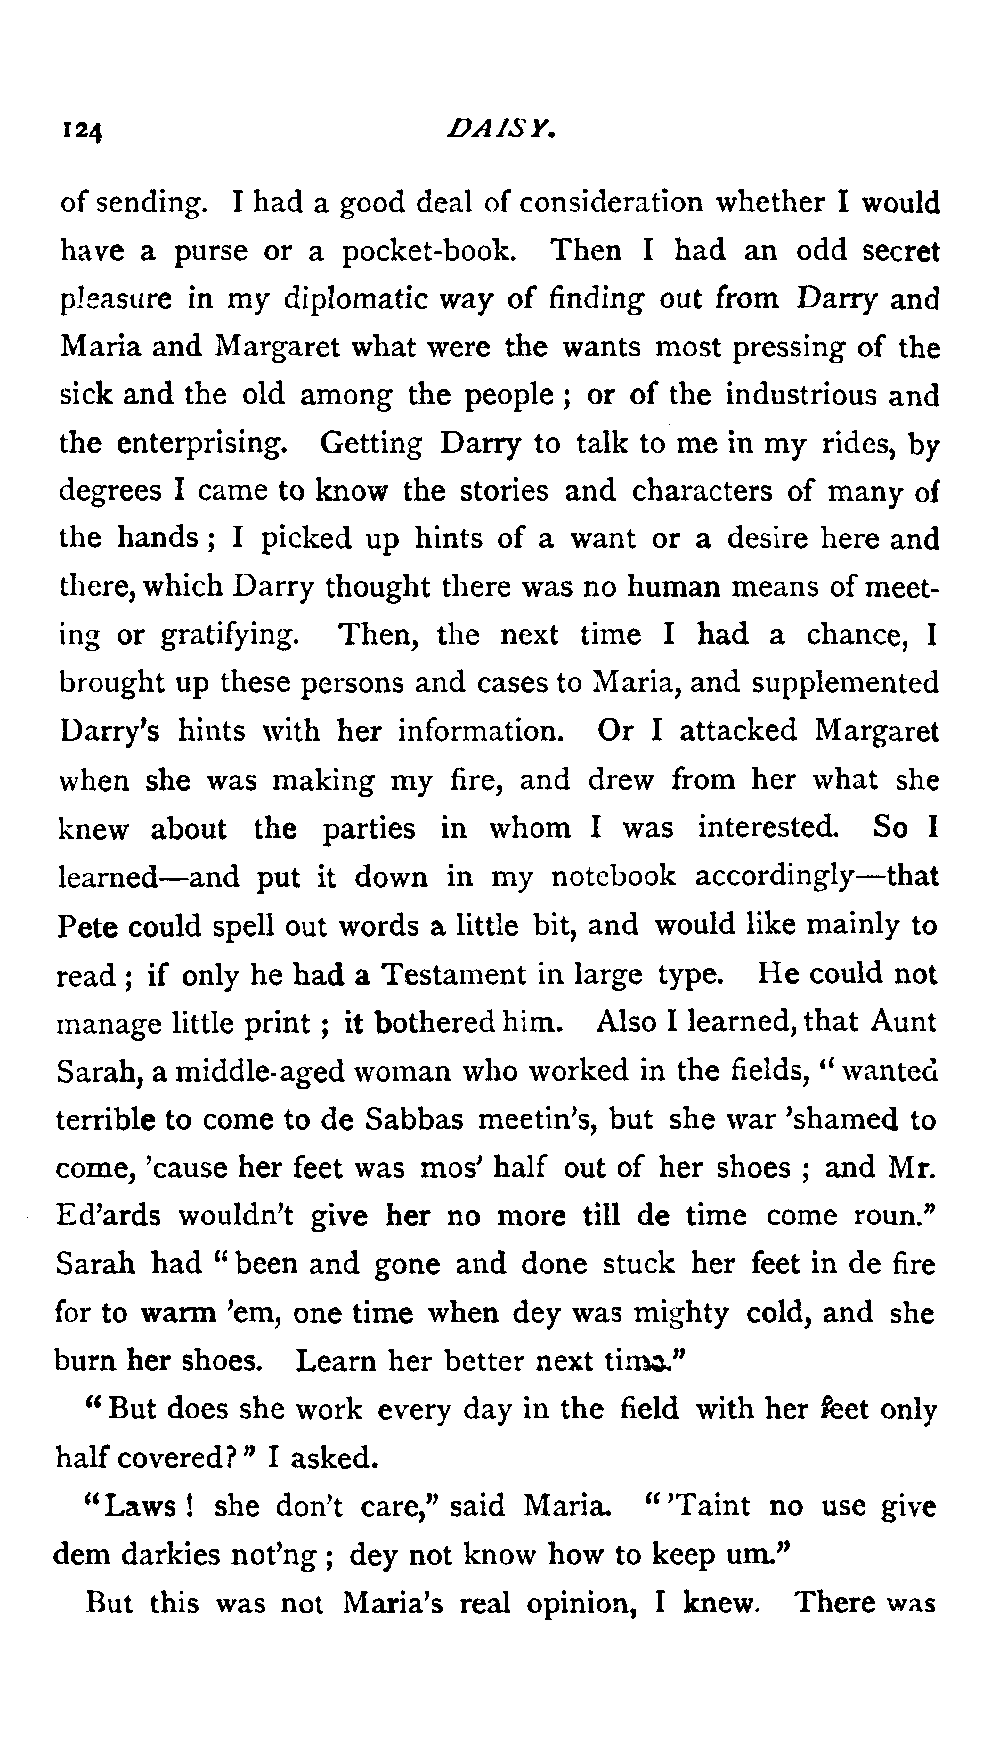 124 DAISY.
of sending. I had a good deal of consideration whether I would
have a purse or a pocket-book. Then I had an odd secret
pleasure in my diplomatic way of finding out from Darry and
Maria and Margaret what were the wants most pressing of the
sick and the old among the people ; or of the industrious and
the enterprising. Getting Darry to talk to me in my rides, by
degrees I came to know the stories and characters of many of
the hands ; I picked up hints of a want or a desire here and
there, which Darry thought there was no human means of meet-
ing or gratifying. Then, the next time I had a chance, I
brought up these persons and cases to Maria, and supplemented
Darry's hints with her information. Or I attacked Margaret
when she was making my fire, and drew from her what she
knew about the parties in whom I was interested. So I
learned—and put it down in my notebook accordingly—that
Pete could spell out words a little bit, and would like mainly to
read ; if only he had a Testament in large type. He could not
manage little print ; it bothered him. Also I learned, that Aunt
Sarah, a middle-aged woman who worked in the fields, "wanted
terrible to come to de Sabbas meetin's, but she war 'shamed to
come, 'cause her feet was mos' half out of her shoes ; and Mr.
Ed'ards wouldn't give her no more till de time come roun."
Sarah had "been and gone and done stuck her feet in de fire
for to warm 'em, one time when dey was mighty cold, and she
burn her shoes. Learn her better next time."
"But does she work every day in the field with her feet only
half covered?" I asked.
"Laws ! she don't care," said Maria. "'Taint no use give
dem darkies not'ng ; dey not know how to keep um."
But this was not Maria's real opinion, I knew. There was